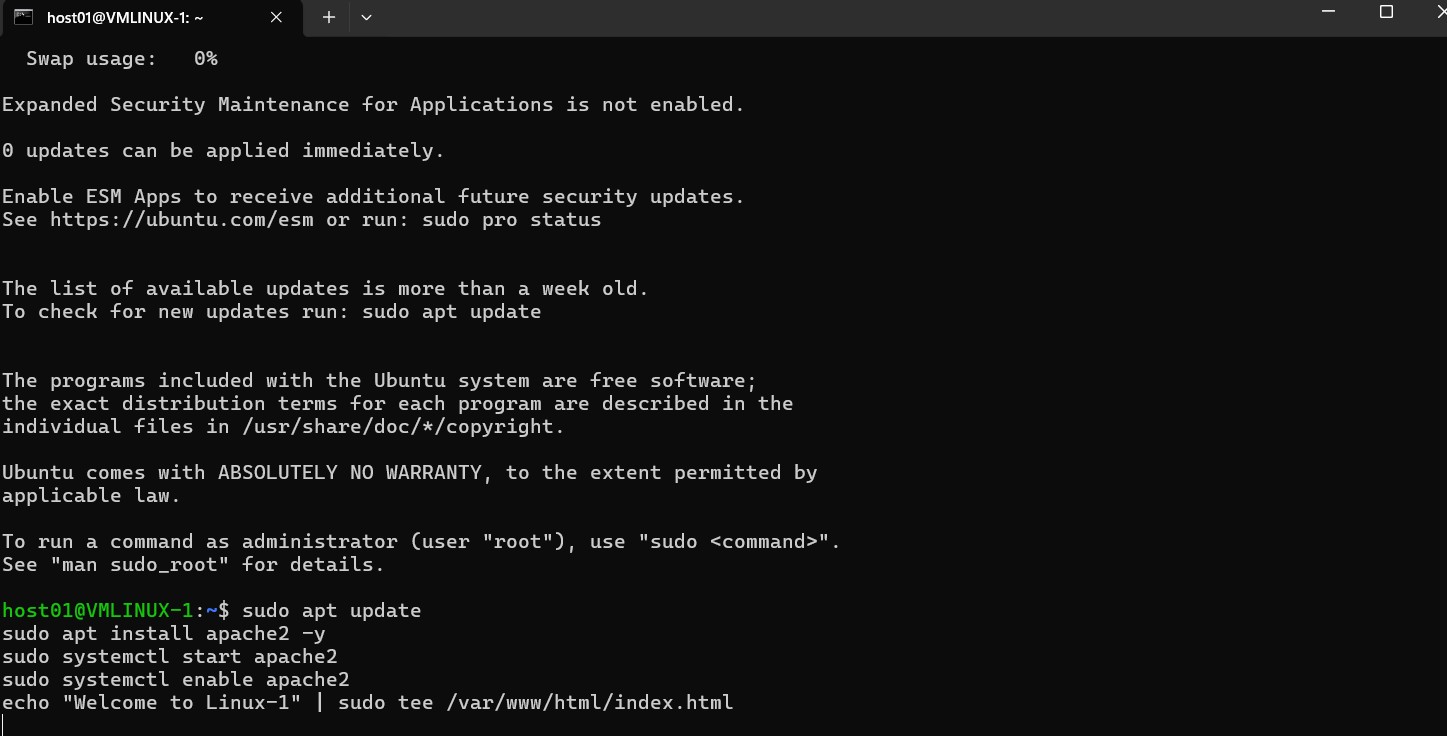 host01@VMLINUX-1: ~
Swap usage:   0%
Expanded Security Maintenance for Applications is not enabled.
0 updates can be applied immediately.
Enable ESM Apps to receive additional future security updates.
See https://ubuntu.com/esm or run: sudo pro status
The list of available updates is more than a week old.
To check for new updates run: sudo apt update
The programs included with the Ubuntu system are free software;
the exact distribution terms for each program are described in the
individual files in /usr/share/doc/*/copyright.
Ubuntu comes with ABSOLUTELY NO WARRANTY, to the extent permitted by
applicable law.
To run a command as administrator (user "root"), use "sudo <command>".
See "man sudo_root" for details.
host01@VMLINUX-1:~$ sudo apt update
sudo apt install apache2 -y
sudo systemctl start apache2
sudo systemctl enable apache2
echo "Welcome to Linux-1" | sudo tee /var/www/html/index.html